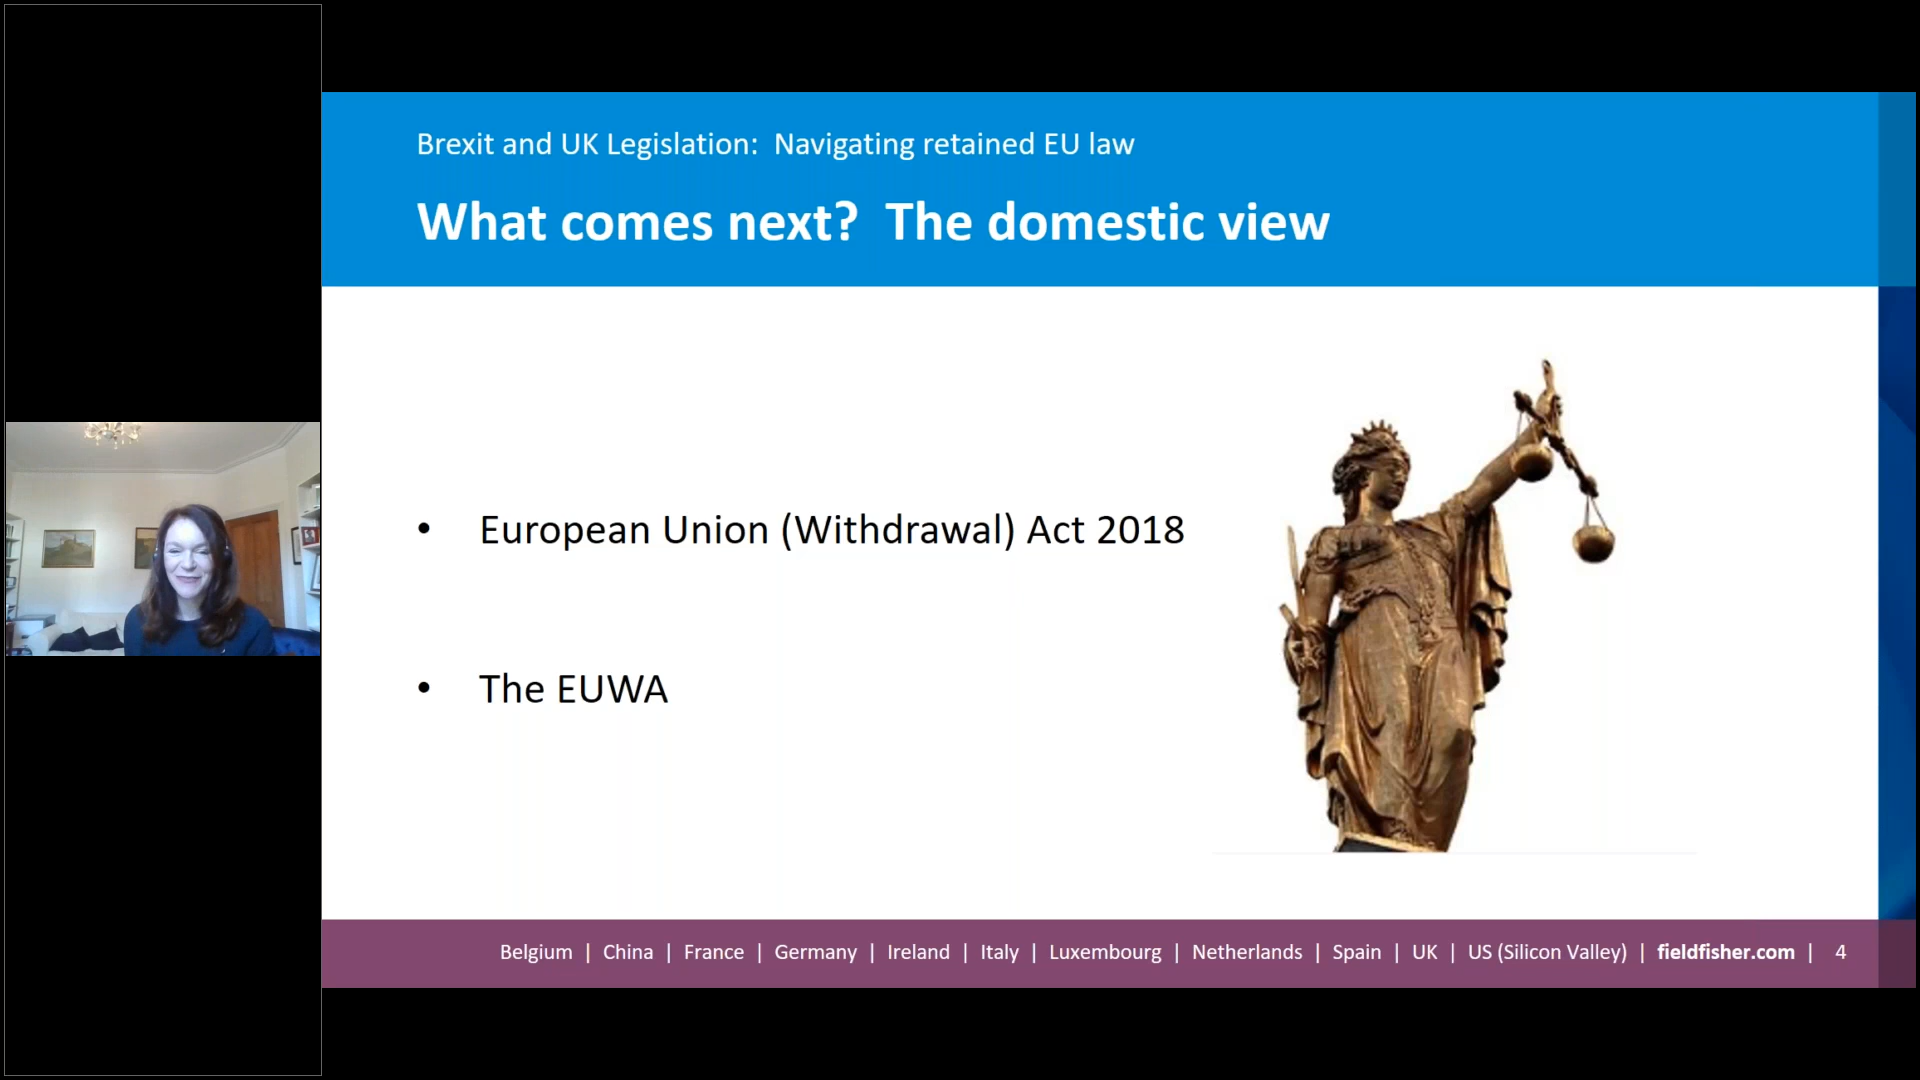 Brexit and UK Legislation:  Navigating retained EU law
What comes next?  The domestic view
• European Union (Withdrawal) Act 2018
• The EUWA
Belgium | China | France | Germany | Ireland | Italy | Luxembourg | Netherlands | Spain | UK | US (Silicon Valley) | fieldfisher.com | 4